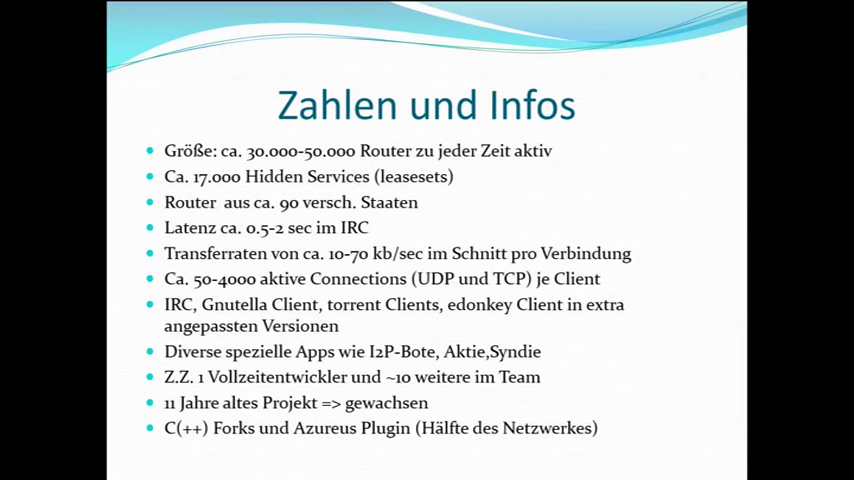 Zahlen und Infos
Größe: ca. 30.000-50.000 Router zu jeder Zeit aktiv
Ca. 17.000 Hidden Services (leasesets)
Router aus ca. 90 versch. Staaten
Latenz ca. 0.5-2 sec im IRC
Transferraten von ca. 10-70 kb/sec im Schnitt pro Verbindung
Ca. 50-4000 aktive Connections (UDP und TCP) je Client
IRC, Gnutella Client, torrent Clients, edonkey Client in extra
angepassten Versionen
Diverse spezielle Apps wie I2P-Bote, Aktie,Syndie
Z.Z. 1 Vollzeitentwickler und ~10 weitere im Team
11 Jahre altes Projekt => gewachsen
C(++) Forks und Azureus Plugin (Hälfte des Netzwerkes)